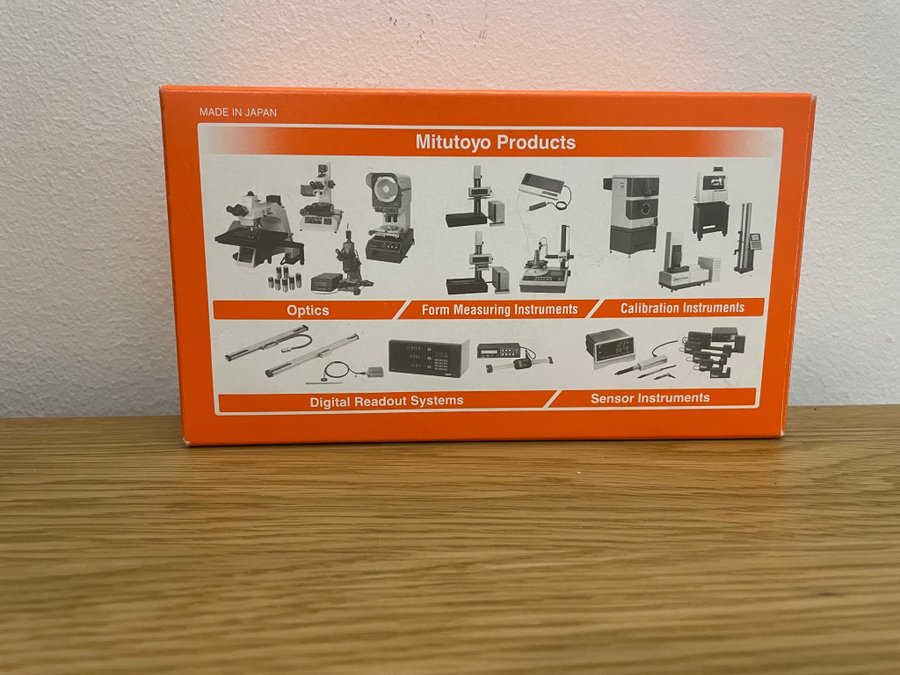 MADE IN JAPAN
Mitutoyo Products
Optics
Form Measuring Instruments
Calibration Instruments
Digital Readout Systems
Sensor Instruments